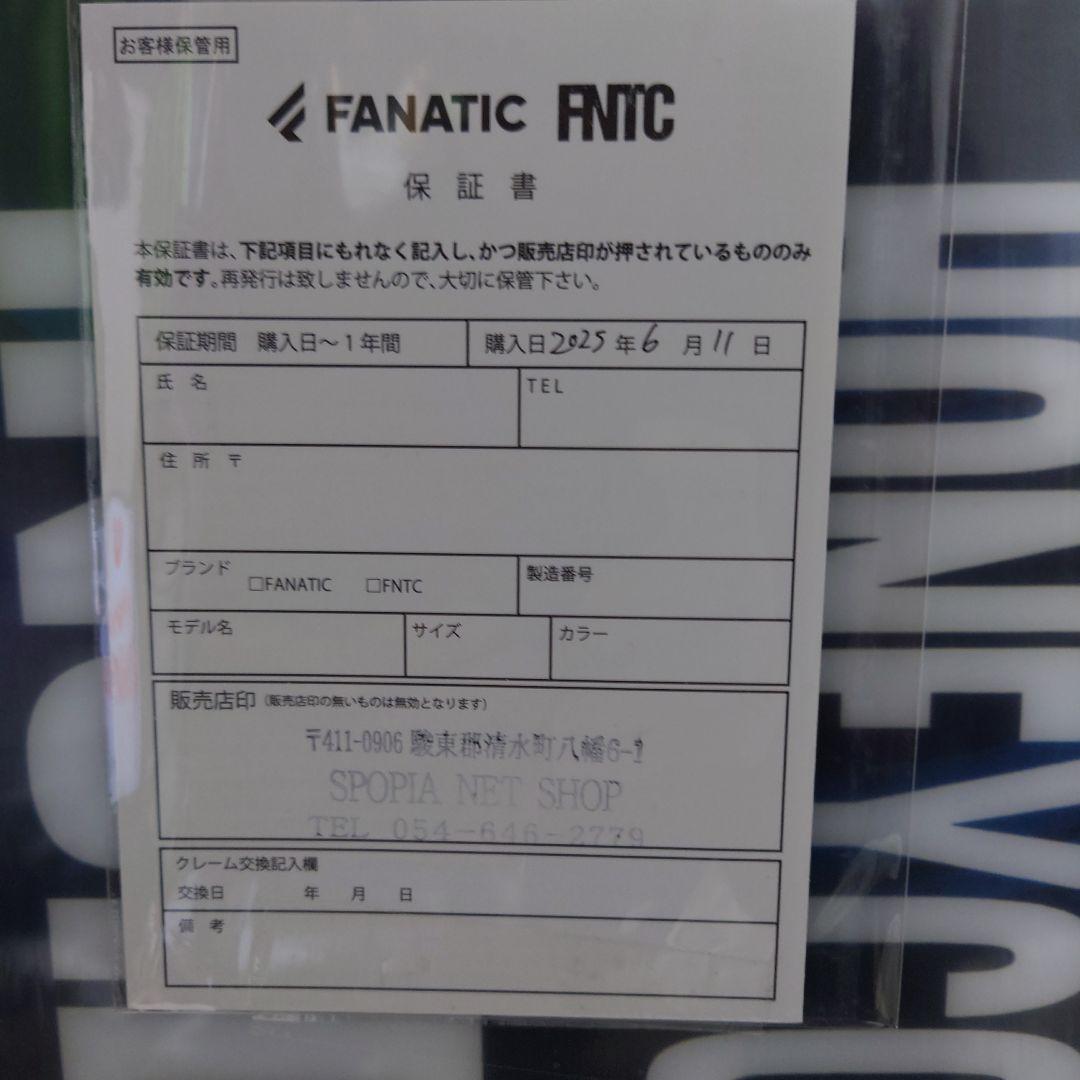 お客様保管用
FANATIC FNTC
保証書
本保証書は、下記項目にもれなく記入し、かつ販売店印が押されているもののみ
有効です。再発行は致しませんので、大切に保管下さい。
保証期間 購入日～1年間 購入日2025年6月11日
氏名 TEL
住所 〒
ブランド □FANATIC □FNTC 製造番号
モデル名 サイズ カラー
販売店印(販売店印の無いものは無効となります)
〒411-0906 駿東郡清水町八幡6-1
SPOPIA NET SHOP
TEL 054-646-2779
クレーム交換記入欄
交換日 年 月 日
備考